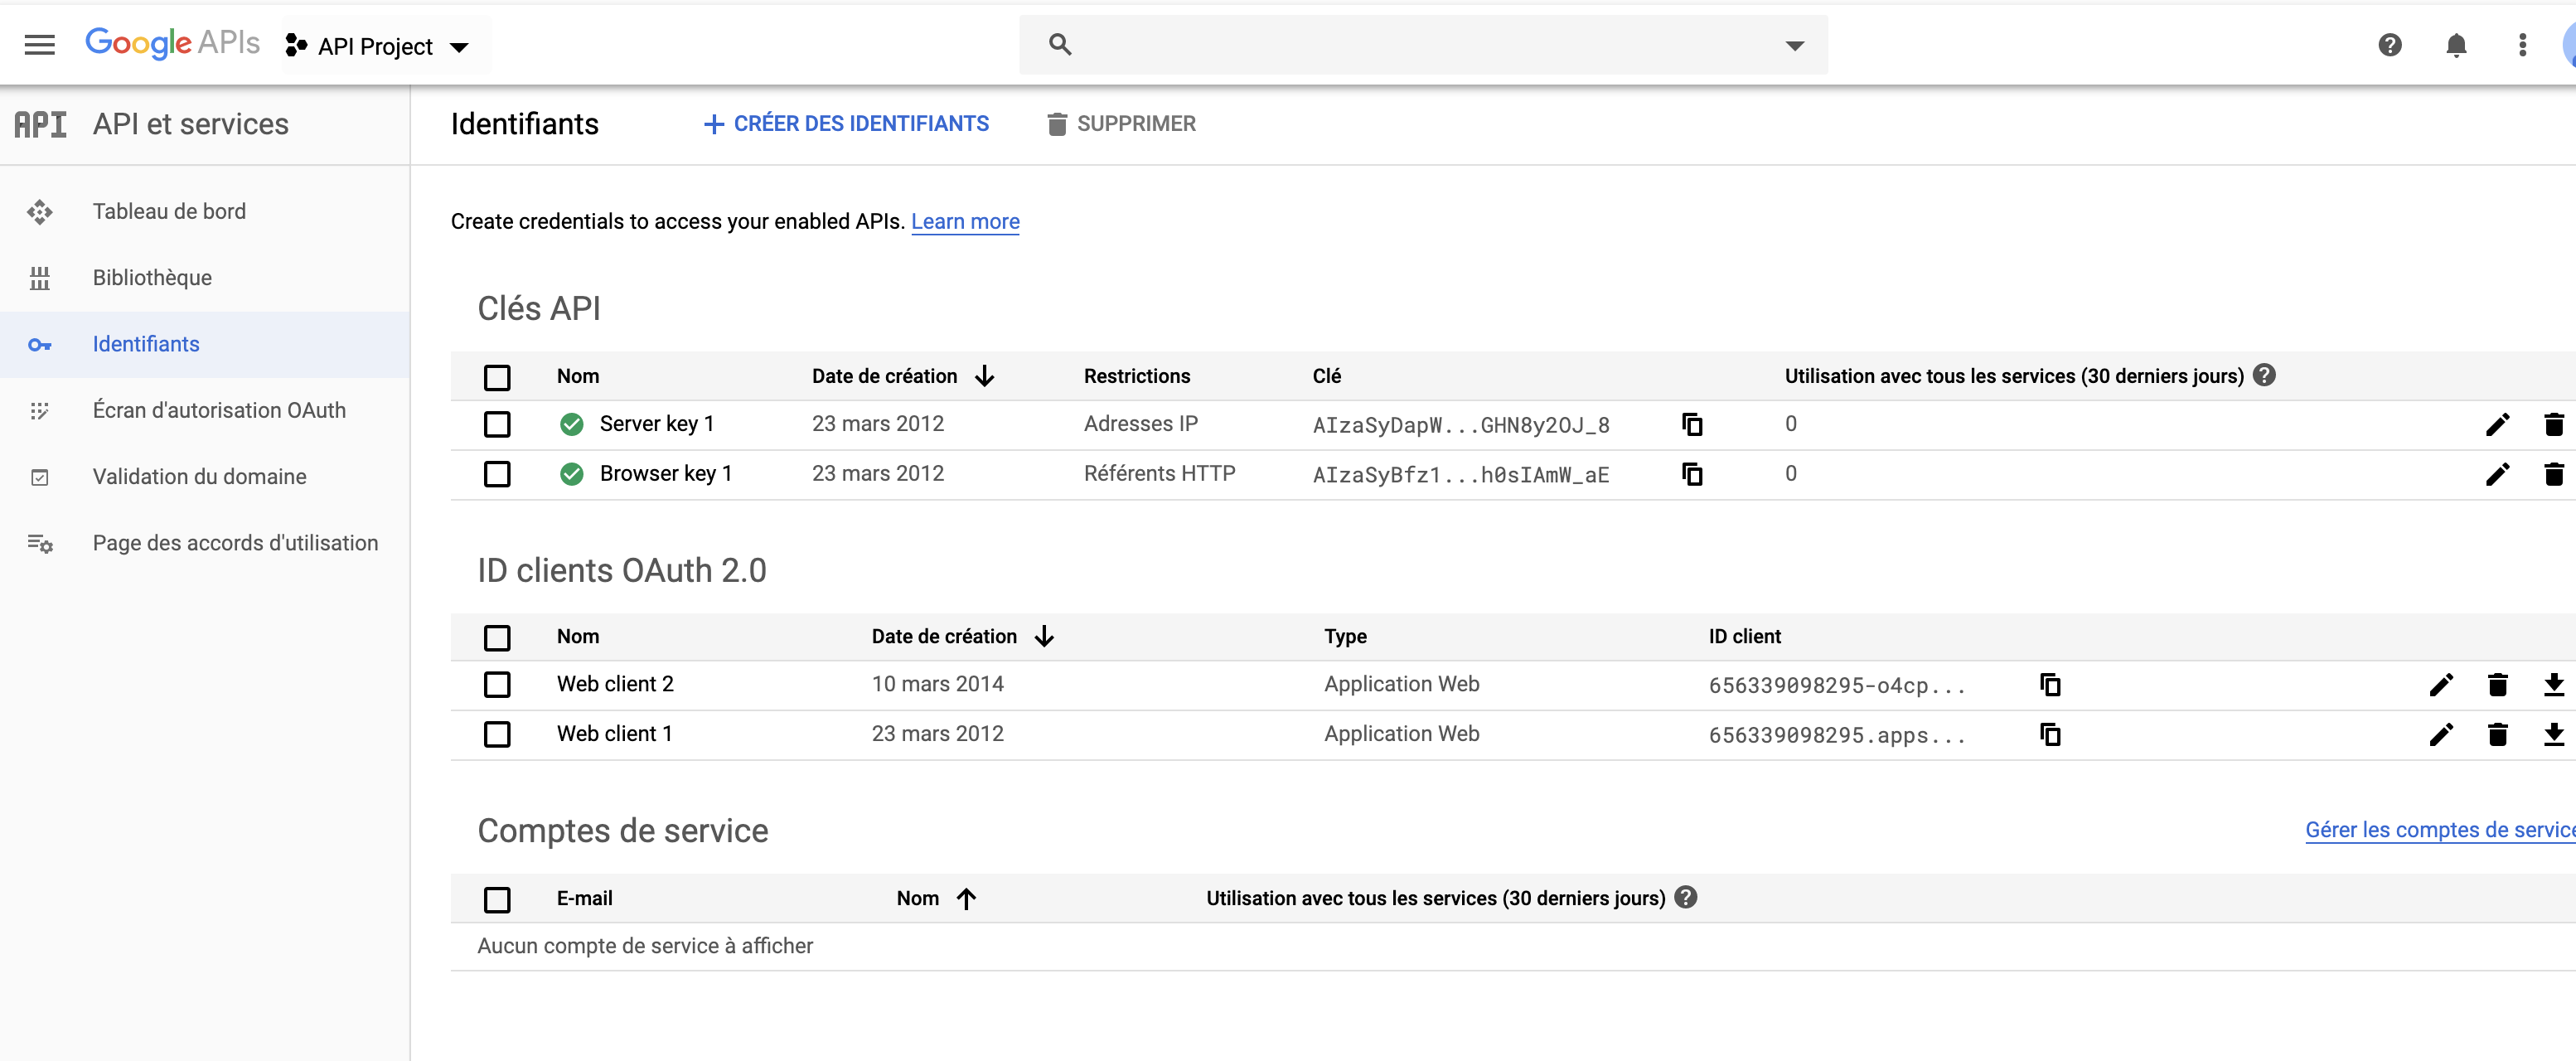 Google APIs API Project
API API et services
Identifiants + CRÉER DES IDENTIFIANTS SUPPRIMER
Tableau de bord
Bibliothèque
Identifiants
Écran d'autorisation OAuth
Validation du domaine
Page des accords d'utilisation
Create credentials to access your enabled APIs. Learn more
Clés API
Nom Date de création Restrictions Clé Utilisation avec tous les services (30 derniers jours)
Server key 1 23 mars 2012 Adresses IP AIzaSyDapW...GHN8y2OJ_8 0
Browser key 1 23 mars 2012 Référents HTTP AIzaSyBfz1...h0sIAmW_aE 0
ID clients OAuth 2.0
Nom Date de création Type ID client
Web client 2 10 mars 2014 Application Web 656339098295-o4cp...
Web client 1 23 mars 2012 Application Web 656339098295.apps...
Comptes de service Gérer les comptes de service
E-mail Nom Utilisation avec tous les services (30 derniers jours)
Aucun compte de service à afficher